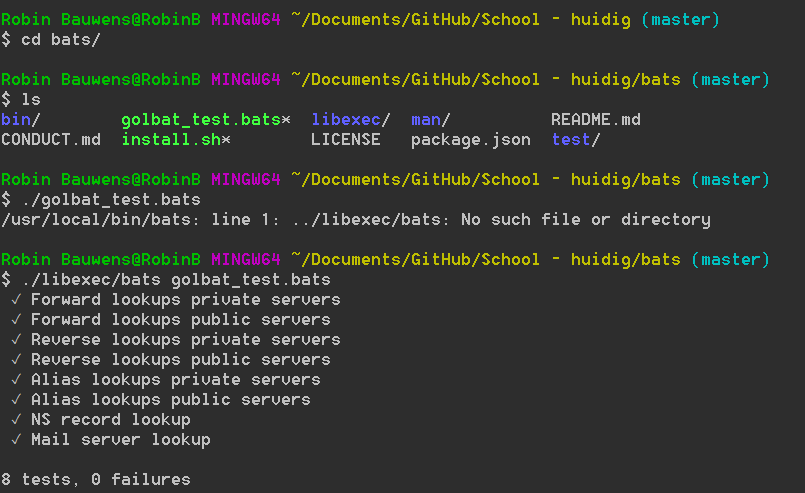 Robin Bauwens@RobinB MINGW64 ~/Documents/GitHub/School - huidig (master)
$ cd bats/
Robin Bauwens@RobinB MINGW64 ~/Documents/GitHub/School - huidig/bats (master)
$ ls
bin/ golbat_test.bats* libexec/ man/ README.md
CONDUCT.md install.sh* LICENSE package.json test/
Robin Bauwens@RobinB MINGW64 ~/Documents/GitHub/School - huidig/bats (master)
$ ./golbat_test.bats
/usr/local/bin/bats: line 1: ../libexec/bats: No such file or directory
Robin Bauwens@RobinB MINGW64 ~/Documents/GitHub/School - huidig/bats (master)
$ ./libexec/bats golbat_test.bats
✓ Forward lookups private servers
✓ Forward lookups public servers
✓ Reverse lookups private servers
✓ Reverse lookups public servers
✓ Alias lookups private servers
✓ Alias lookups public servers
✓ NS record lookup
✓ Mail server lookup
8 tests, 0 failures